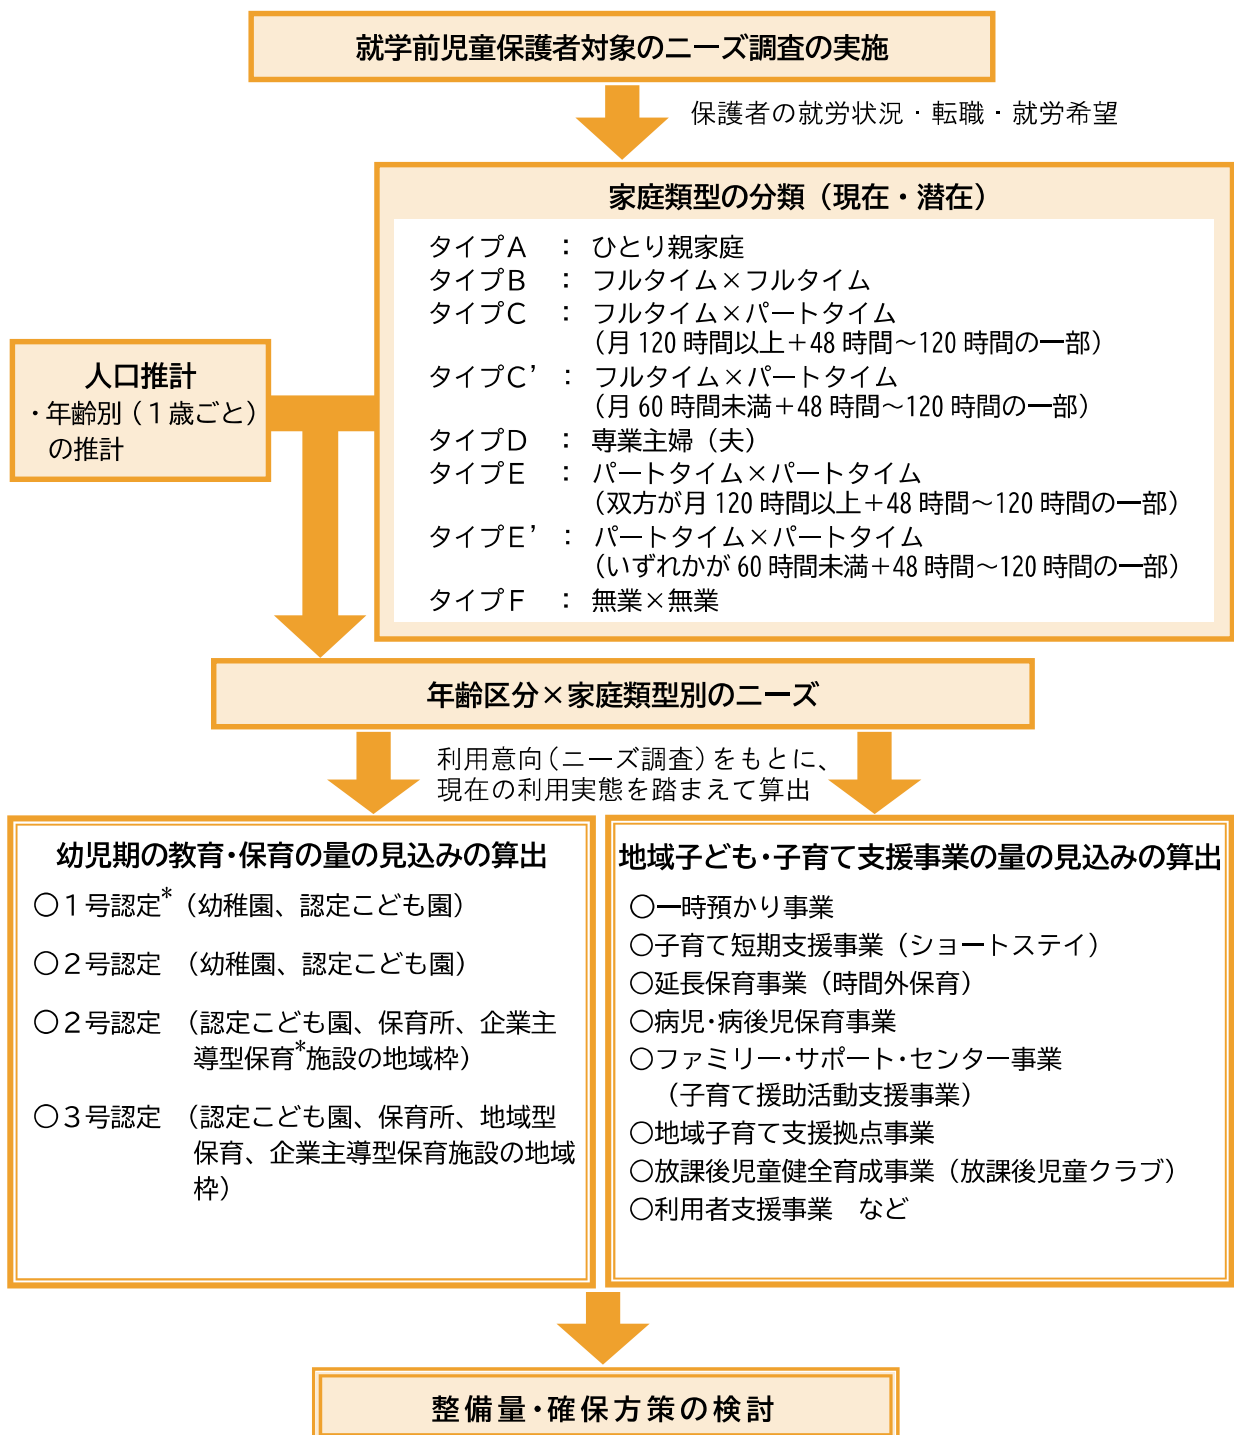 就学前児童保護者対象のニーズ調査の実施
保護者の就労状況・転職・就労希望
家庭類型の分類（現在・潜在）
タイプＡ　：　ひとり親家庭
タイプＢ　：　フルタイム×フルタイム
タイプＣ　：　フルタイム×パートタイム
（月120時間以上＋48時間～120時間の一部）
タイプＣ’　：　フルタイム×パートタイム
（月60時間未満＋48時間～120時間の一部）
タイプＤ　：　専業主婦（夫）
タイプＥ　：　パートタイム×パートタイム
（双方が月120時間以上＋48時間～120時間の一部）
タイプＥ’　：　パートタイム×パートタイム
（いずれかが60時間未満＋48時間～120時間の一部）
タイプＦ　：　無業×無業
人口推計
・年齢別（１歳ごと）
の推計
年齢区分×家庭類型別のニーズ
利用意向（ニーズ調査）をもとに、
現在の利用実態を踏まえて算出
幼児期の教育・保育の量の見込みの算出
○１号認定*（幼稚園、認定こども園）
○２号認定　（幼稚園、認定こども園）
○２号認定　（認定こども園、保育所、企業主
導型保育*施設の地域枠）
○３号認定　（認定こども園、保育所、地域型
保育、企業主導型保育施設の地域
枠）
地域子ども・子育て支援事業の量の見込みの算出
○一時預かり事業
○子育て短期支援事業（ショートステイ）
○延長保育事業（時間外保育）
○病児・病後児保育事業
○ファミリー・サポート・センター事業
（子育て援助活動支援事業）
○地域子育て支援拠点事業
○放課後児童健全育成事業（放課後児童クラブ）
○利用者支援事業　など
整備量・確保方策の検討